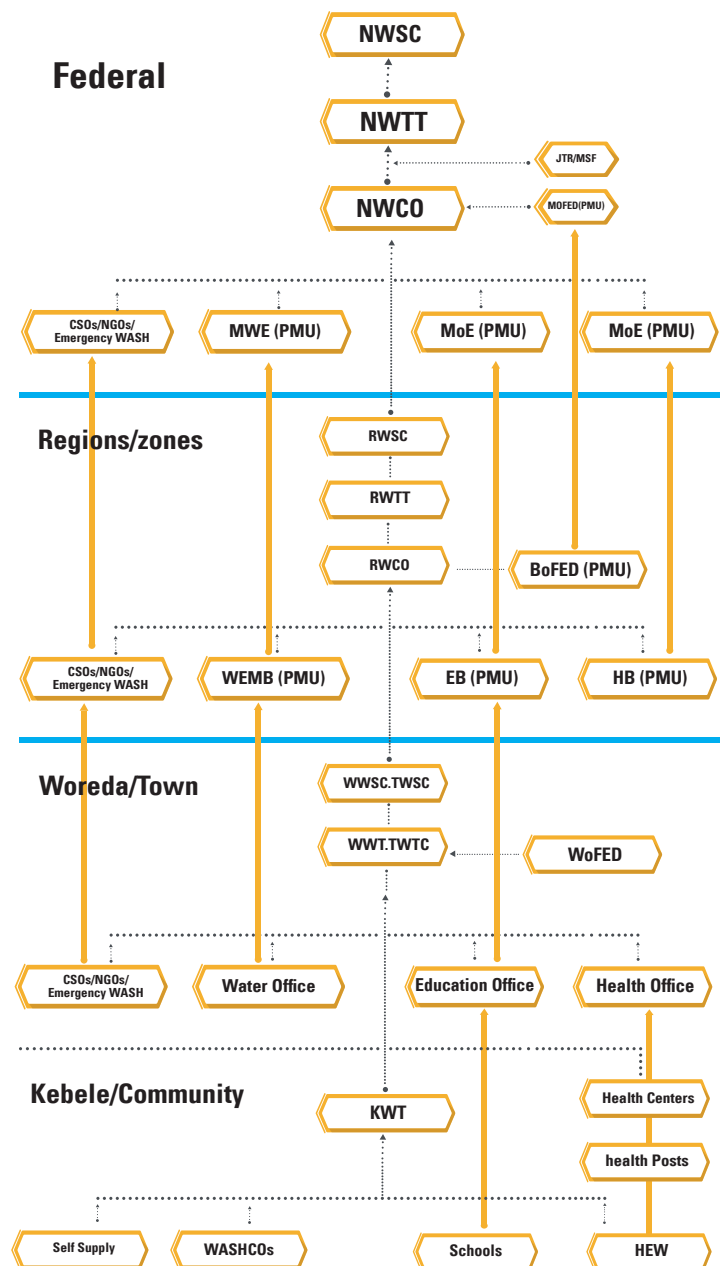 NWSC
Federal
NWTT
JTR/MSF
NWCO
MOFED(PMU)
CSOs/NGOs/
Emergency WASH
MWE (PMU)
MoE (PMU)
MoE (PMU)
Regions/zones
RWSC
RWTT
RWCO
BoFED (PMU)
CSOs/NGOs/
Emergency WASH
WEMB (PMU)
EB (PMU)
HB (PMU)
Woreda/Town
WWSC.TWSC
WWT.TWTC
WoFED
CSOs/NGOs/
Emergency WASH
Water Office
Education Office
Health Office
Kebele/Community
Health Centers
KWT
health Posts
Self Supply
WASHCOs
Schools
HEW